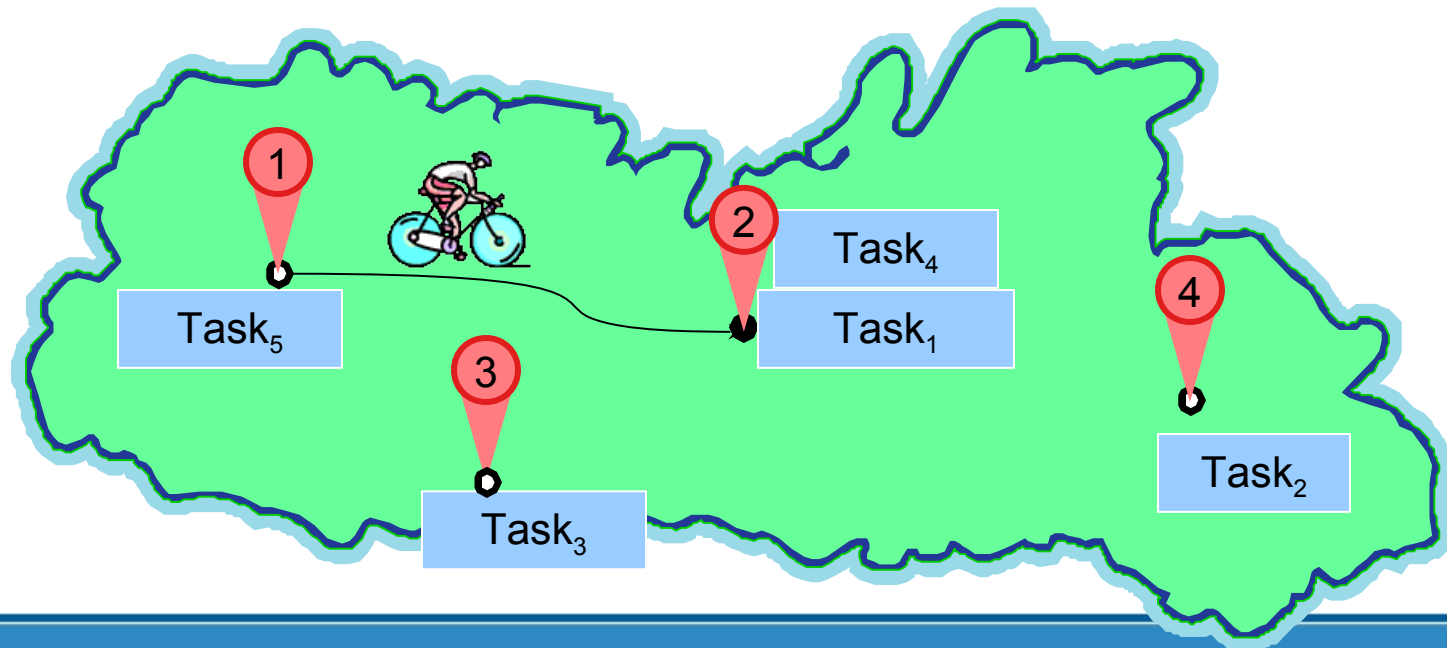 1
2
Task₄
4
Task₅
Task₁
3
Task₂
Task₃